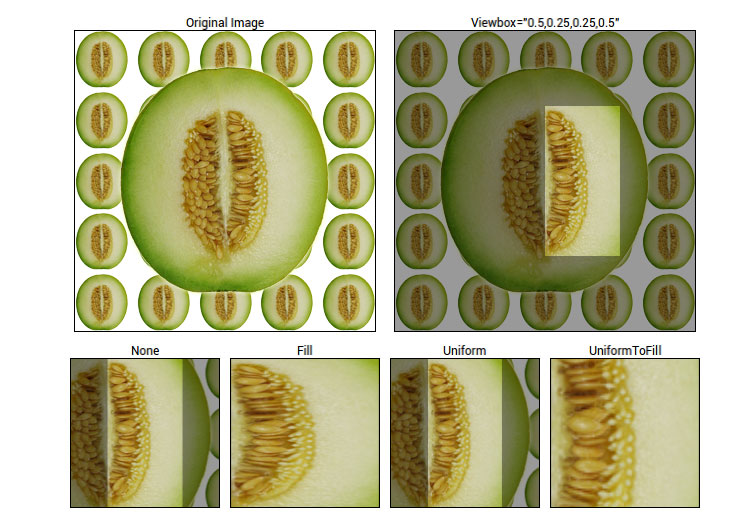 Original Image
Viewbox="0.5,0.25,0.25,0.5"
None
Fill
Uniform
UniformToFill